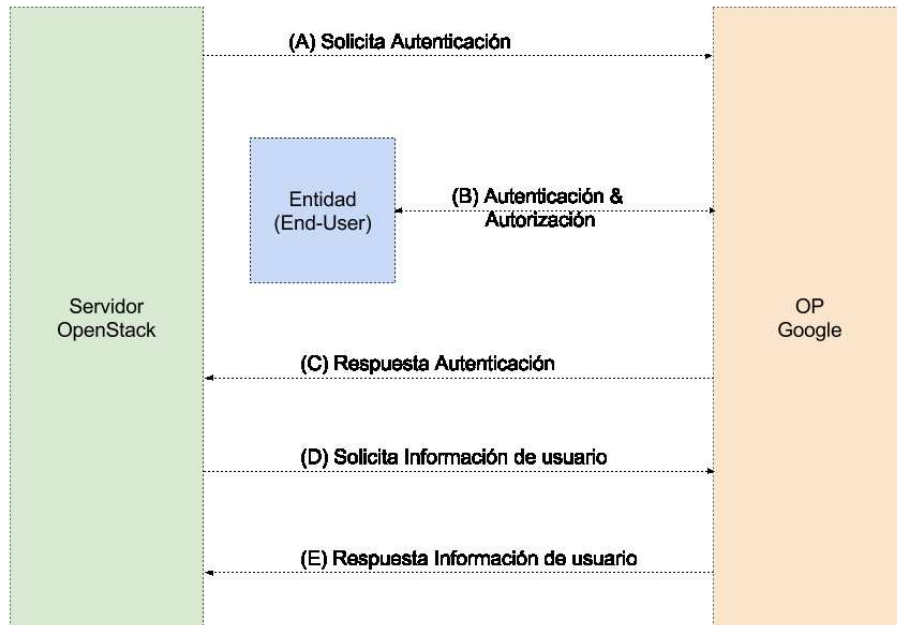 (A) Solicita Autenticación
Entidad
(End-User)
(B) Autenticación &
Autorización
Servidor
OpenStack
OP
Google
(C) Respuesta Autenticación
(D) Solicita Información de usuario
(E) Respuesta Información de usuario